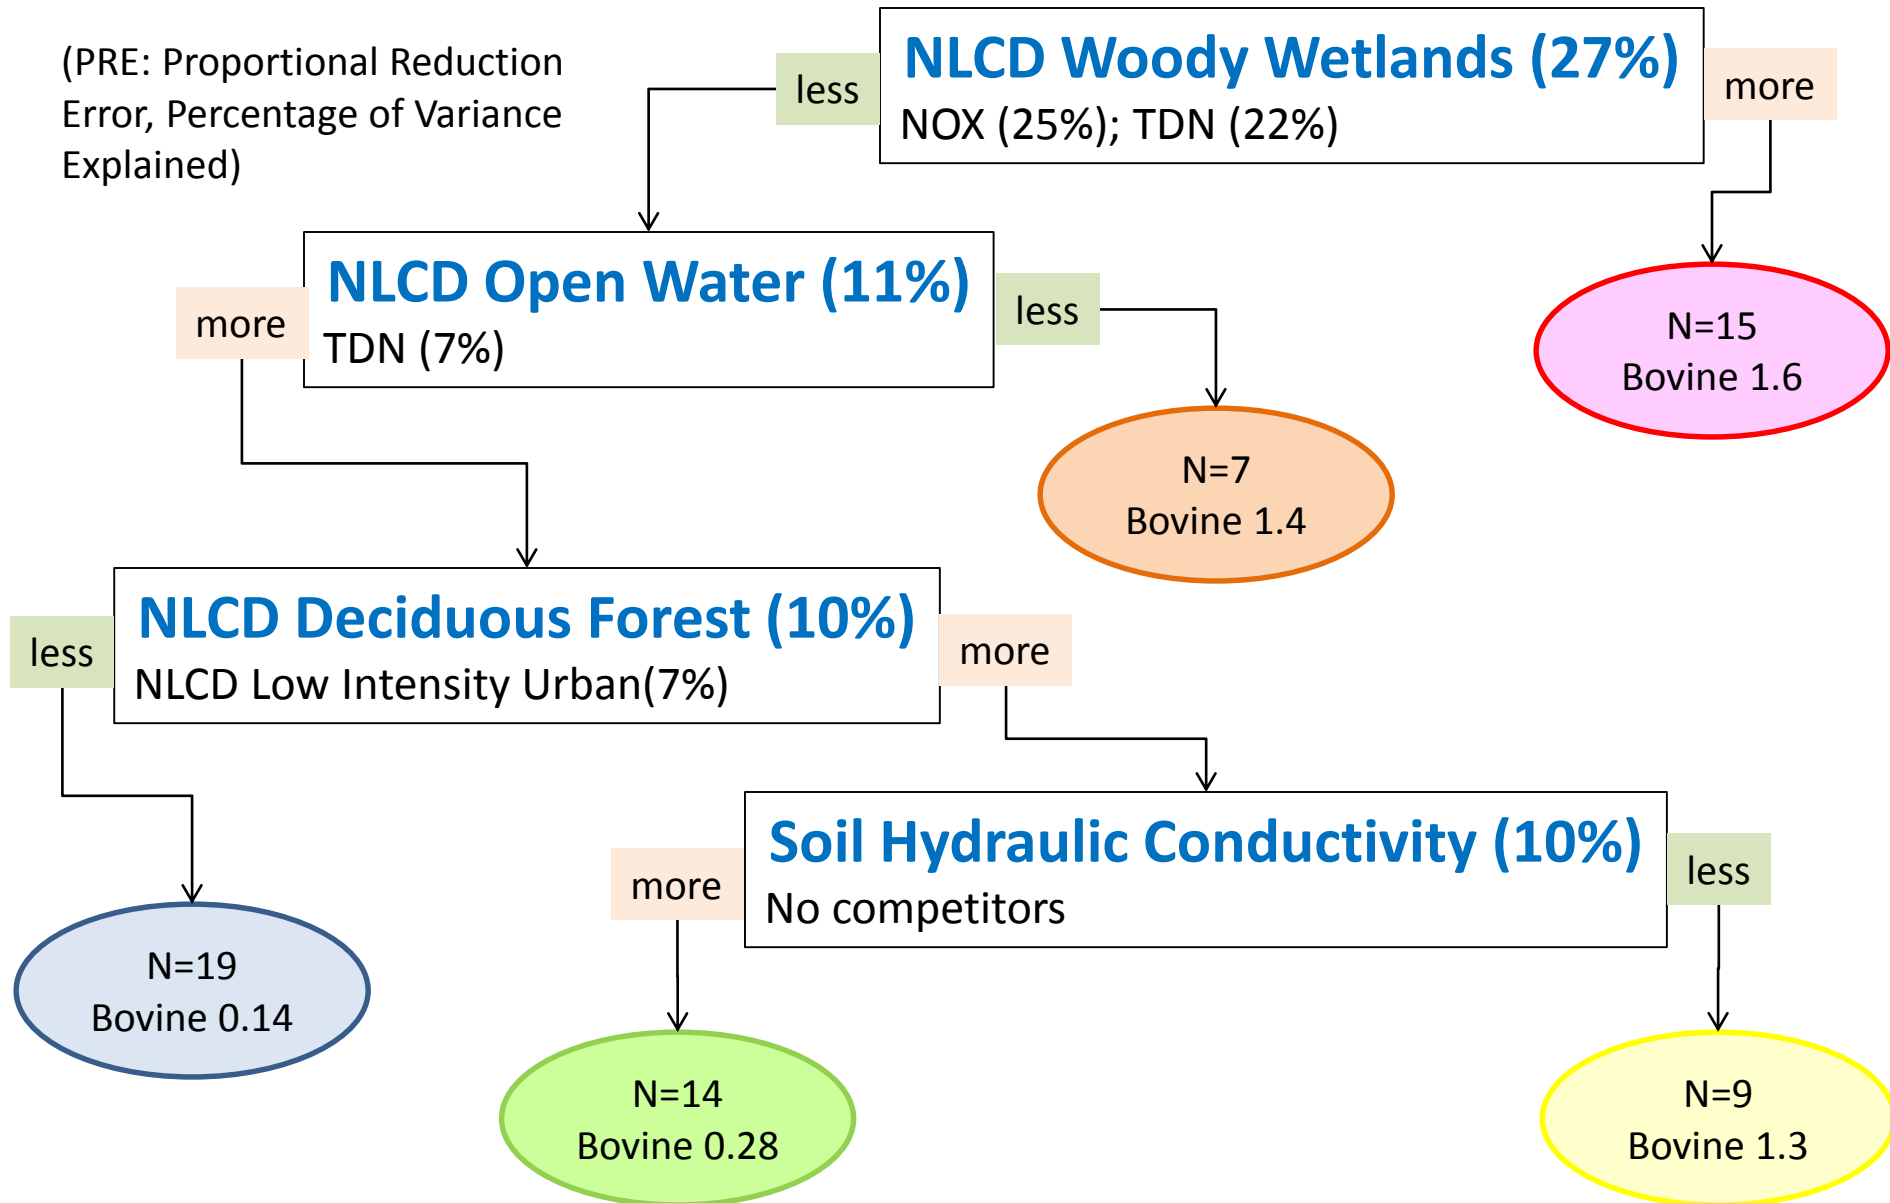 (PRE: Proportional Reduction
Error, Percentage of Variance
Explained)
less
NLCD Woody Wetlands (27%)
NOX (25%); TDN (22%)
more
more
NLCD Open Water (11%)
TDN (7%)
less
N=15
Bovine 1.6
N=7
Bovine 1.4
less
NLCD Deciduous Forest (10%)
NLCD Low Intensity Urban(7%)
more
more
Soil Hydraulic Conductivity (10%)
No competitors
less
N=19
Bovine 0.14
N=14
Bovine 0.28
N=9
Bovine 1.3